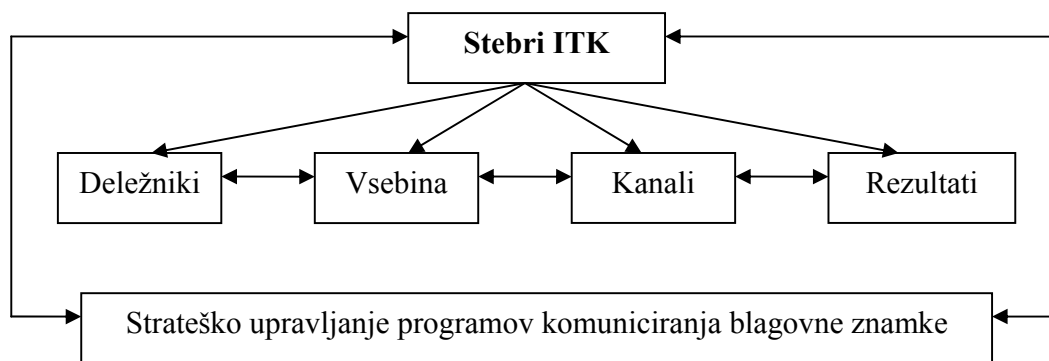 Stebri ITK
Deležniki
Vsebina
Kanali
Rezultati
Strateško upravljanje programov komuniciranja blagovne znamke